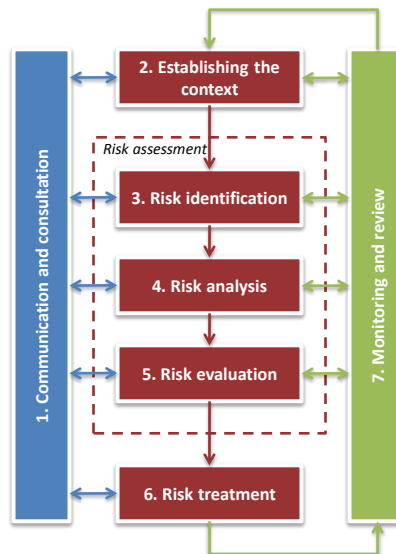 2. Establishing the
context
Risk assessment
3. Risk identification
4. Risk analysis
5. Risk evaluation
6. Risk treatment
1. Communication and consultation
7. Monitoring and review